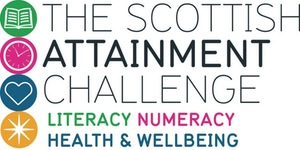 THE SCOTTISH
ATTAINMENT
CHALLENGE
LITERACY NUMERACY
HEALTH & WELLBEING